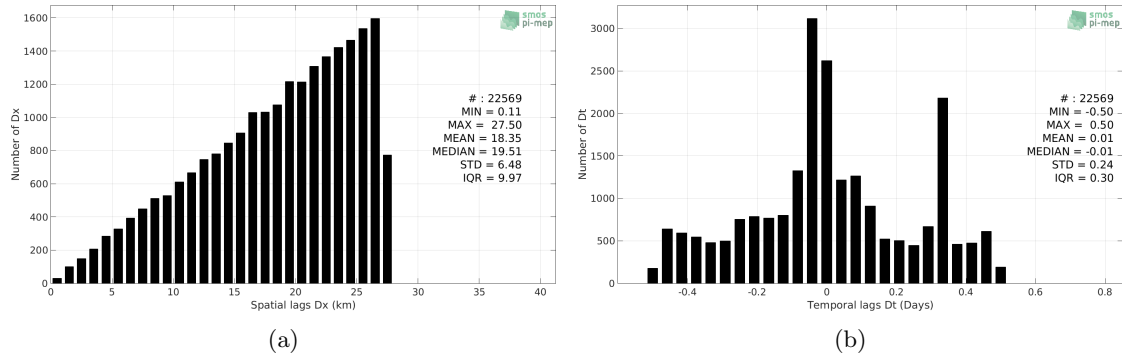 1600
1400
1200
1000
800
600
400
200
0
Number of Dx
0 5 10 15 20 25 30 35 40
Spatial lags Dx (km)
smos
pi-mep
# : 22569
MIN = 0.11
MAX = 27.50
MEAN = 18.35
MEDIAN = 19.51
STD = 6.48
IQR = 9.97
(a)
3000
2500
2000
1500
1000
500
0
Number of Dt
-0.4 -0.2 0 0.2 0.4 0.6 0.8
Temporal lags Dt (Days)
smos
pi-mep
# : 22569
MIN = -0.50
MAX = 0.50
MEAN = 0.01
MEDIAN = -0.01
STD = 0.24
IQR = 0.30
(b)